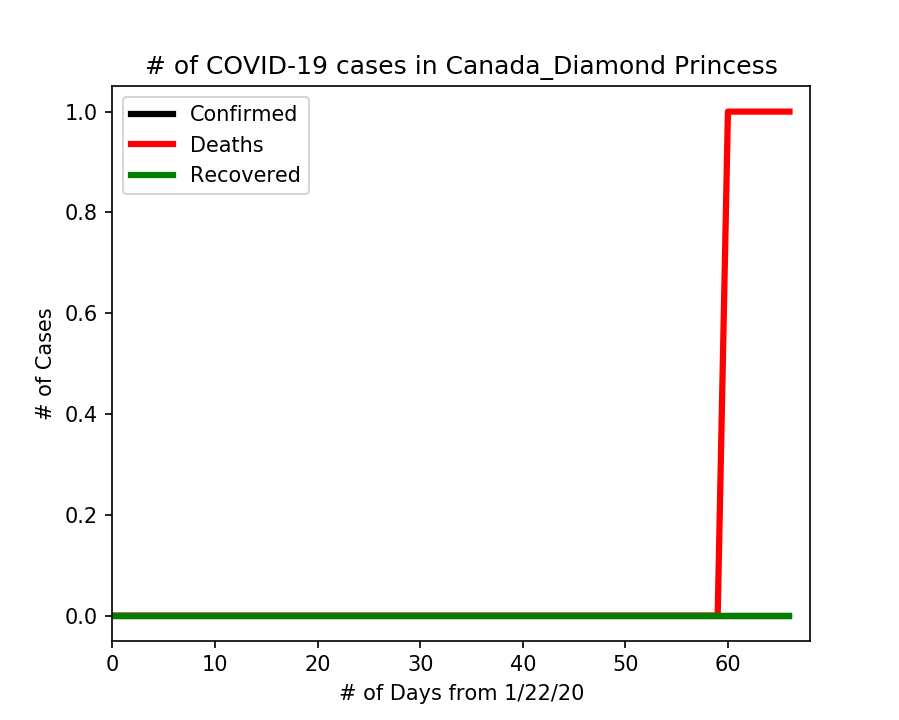 # of COVID-19 cases in Canada_Diamond Princess
Confirmed
Deaths
Recovered
1.0
0.8
0.6
0.4
0.2
0.0
# of Cases
0 10 20 30 40 50 60
# of Days from 1/22/20